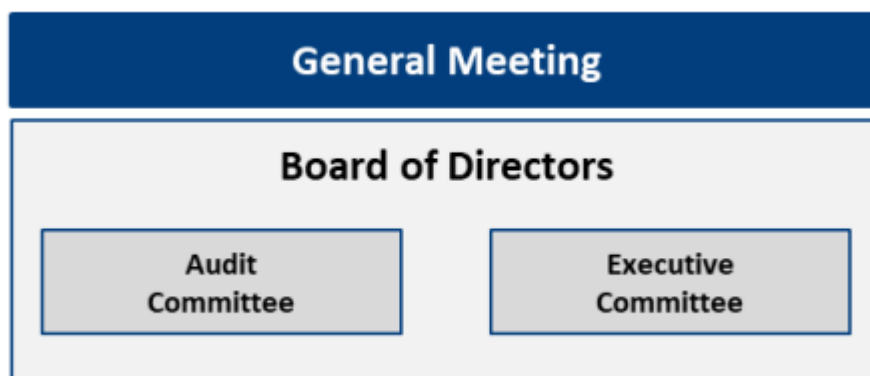 General Meeting
Board of Directors
Audit
Committee
Executive
Committee